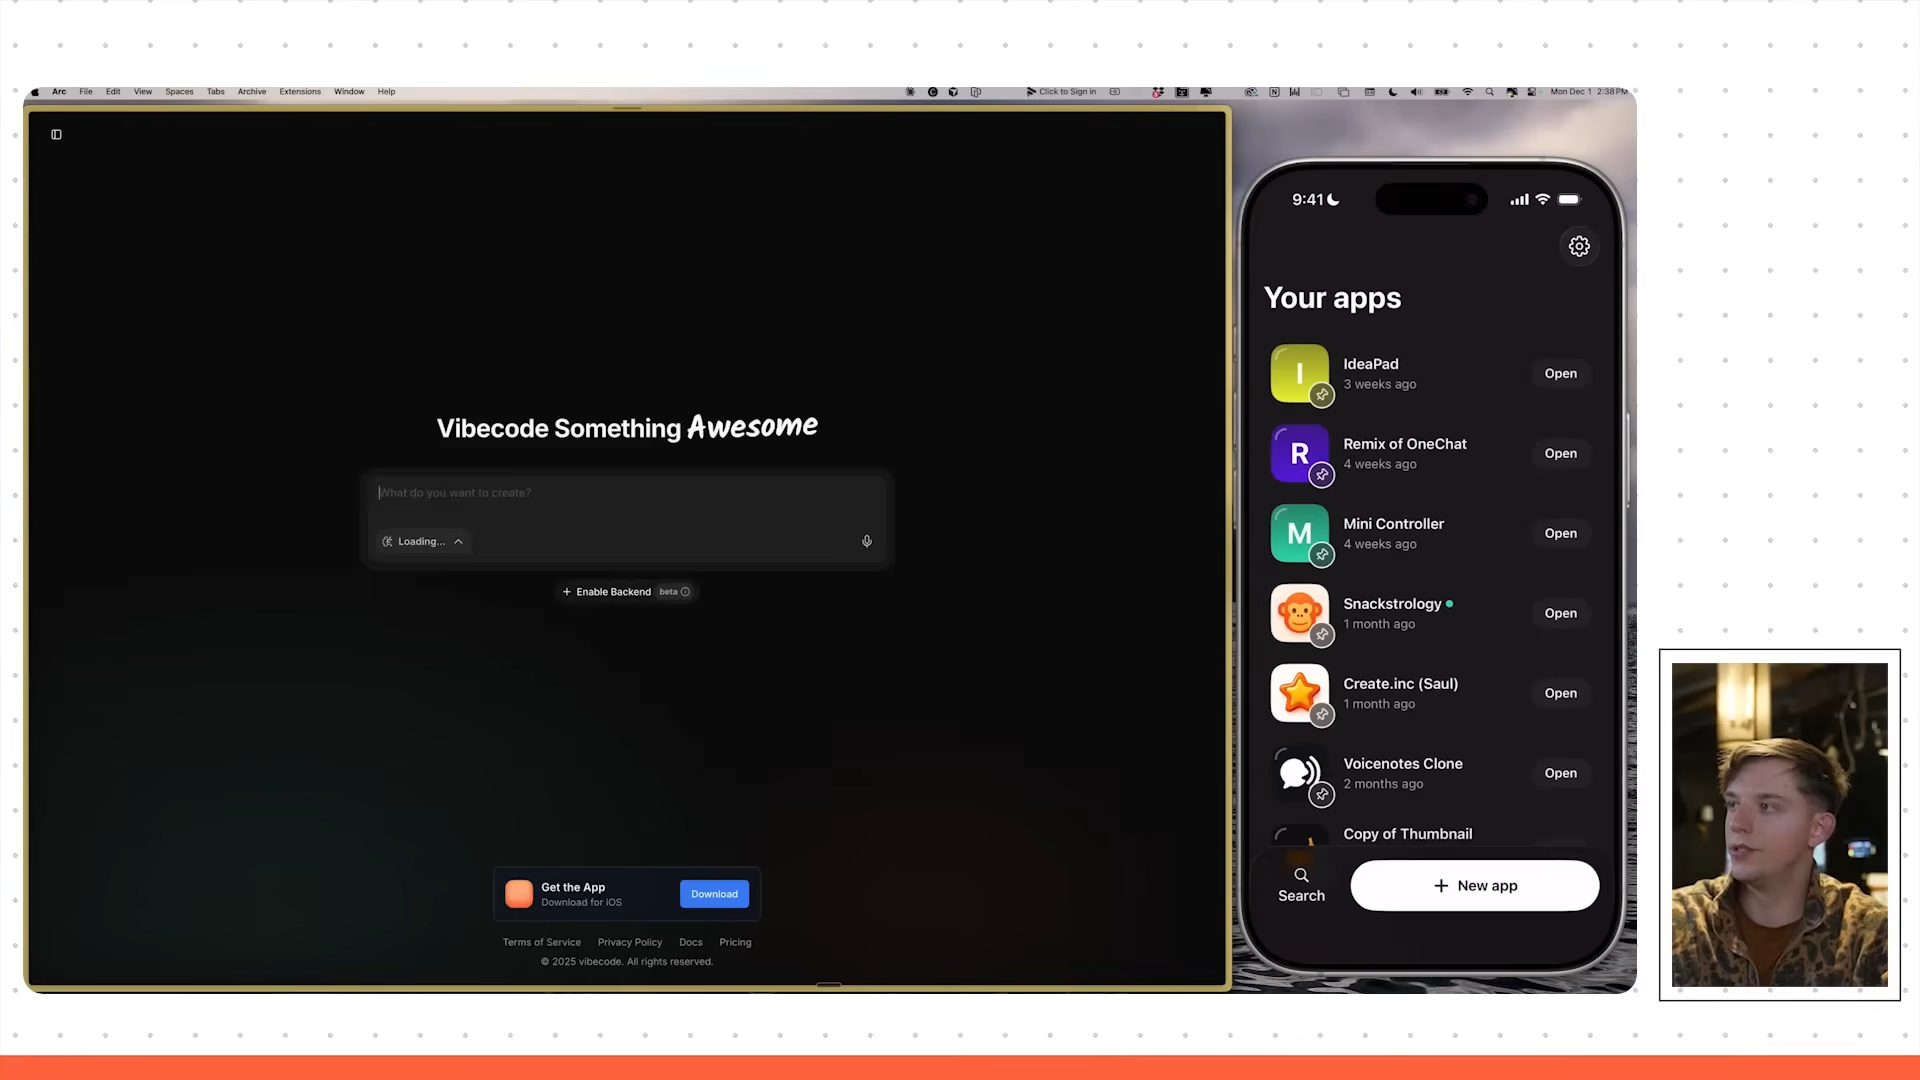 Arc File Edit View Spaces Tabs Archive Extensions Window Help
Click to Sign in
Mon Dec 1 2:38 PM
Vibecode Something Awesome
What do you want to create?
Loading...
+ Enable Backend beta
Get the App
Download for iOS
Download
Terms of Service Privacy Policy Docs Pricing
© 2025 vibecode. All rights reserved.
9:41
Your apps
I
IdeaPad
3 weeks ago
Open
R
Remix of OneChat
4 weeks ago
Open
M
Mini Controller
4 weeks ago
Open
Snackstrology
1 month ago
Open
Create.inc (Saul)
1 month ago
Open
Voicenotes Clone
2 months ago
Open
Copy of Thumbnail
Search
+ New app